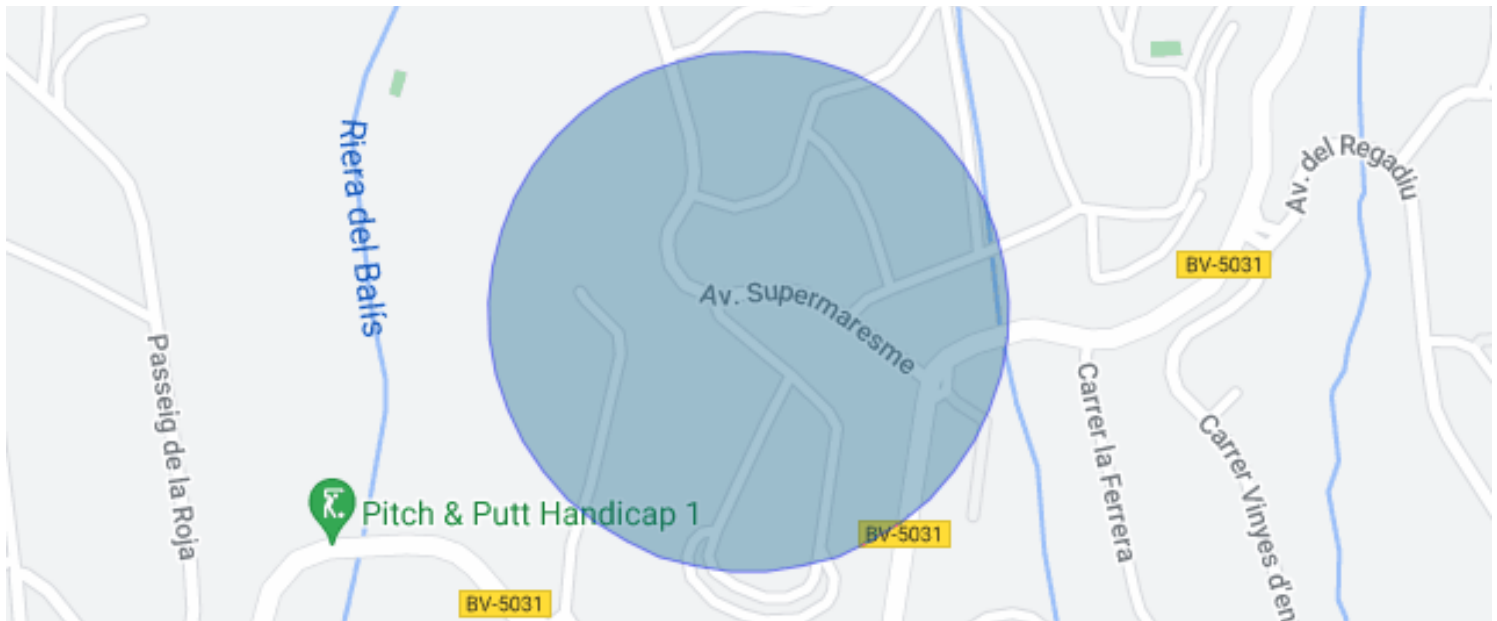 Riera del Balís
Av. del Regadiu
BV-5031
Av. Supermaresme
Passeig de la Roja
Carrer la Ferrera
Carrer Vinyes d'en
Pitch & Putt Handicap 1
BV-5031
BV-5031